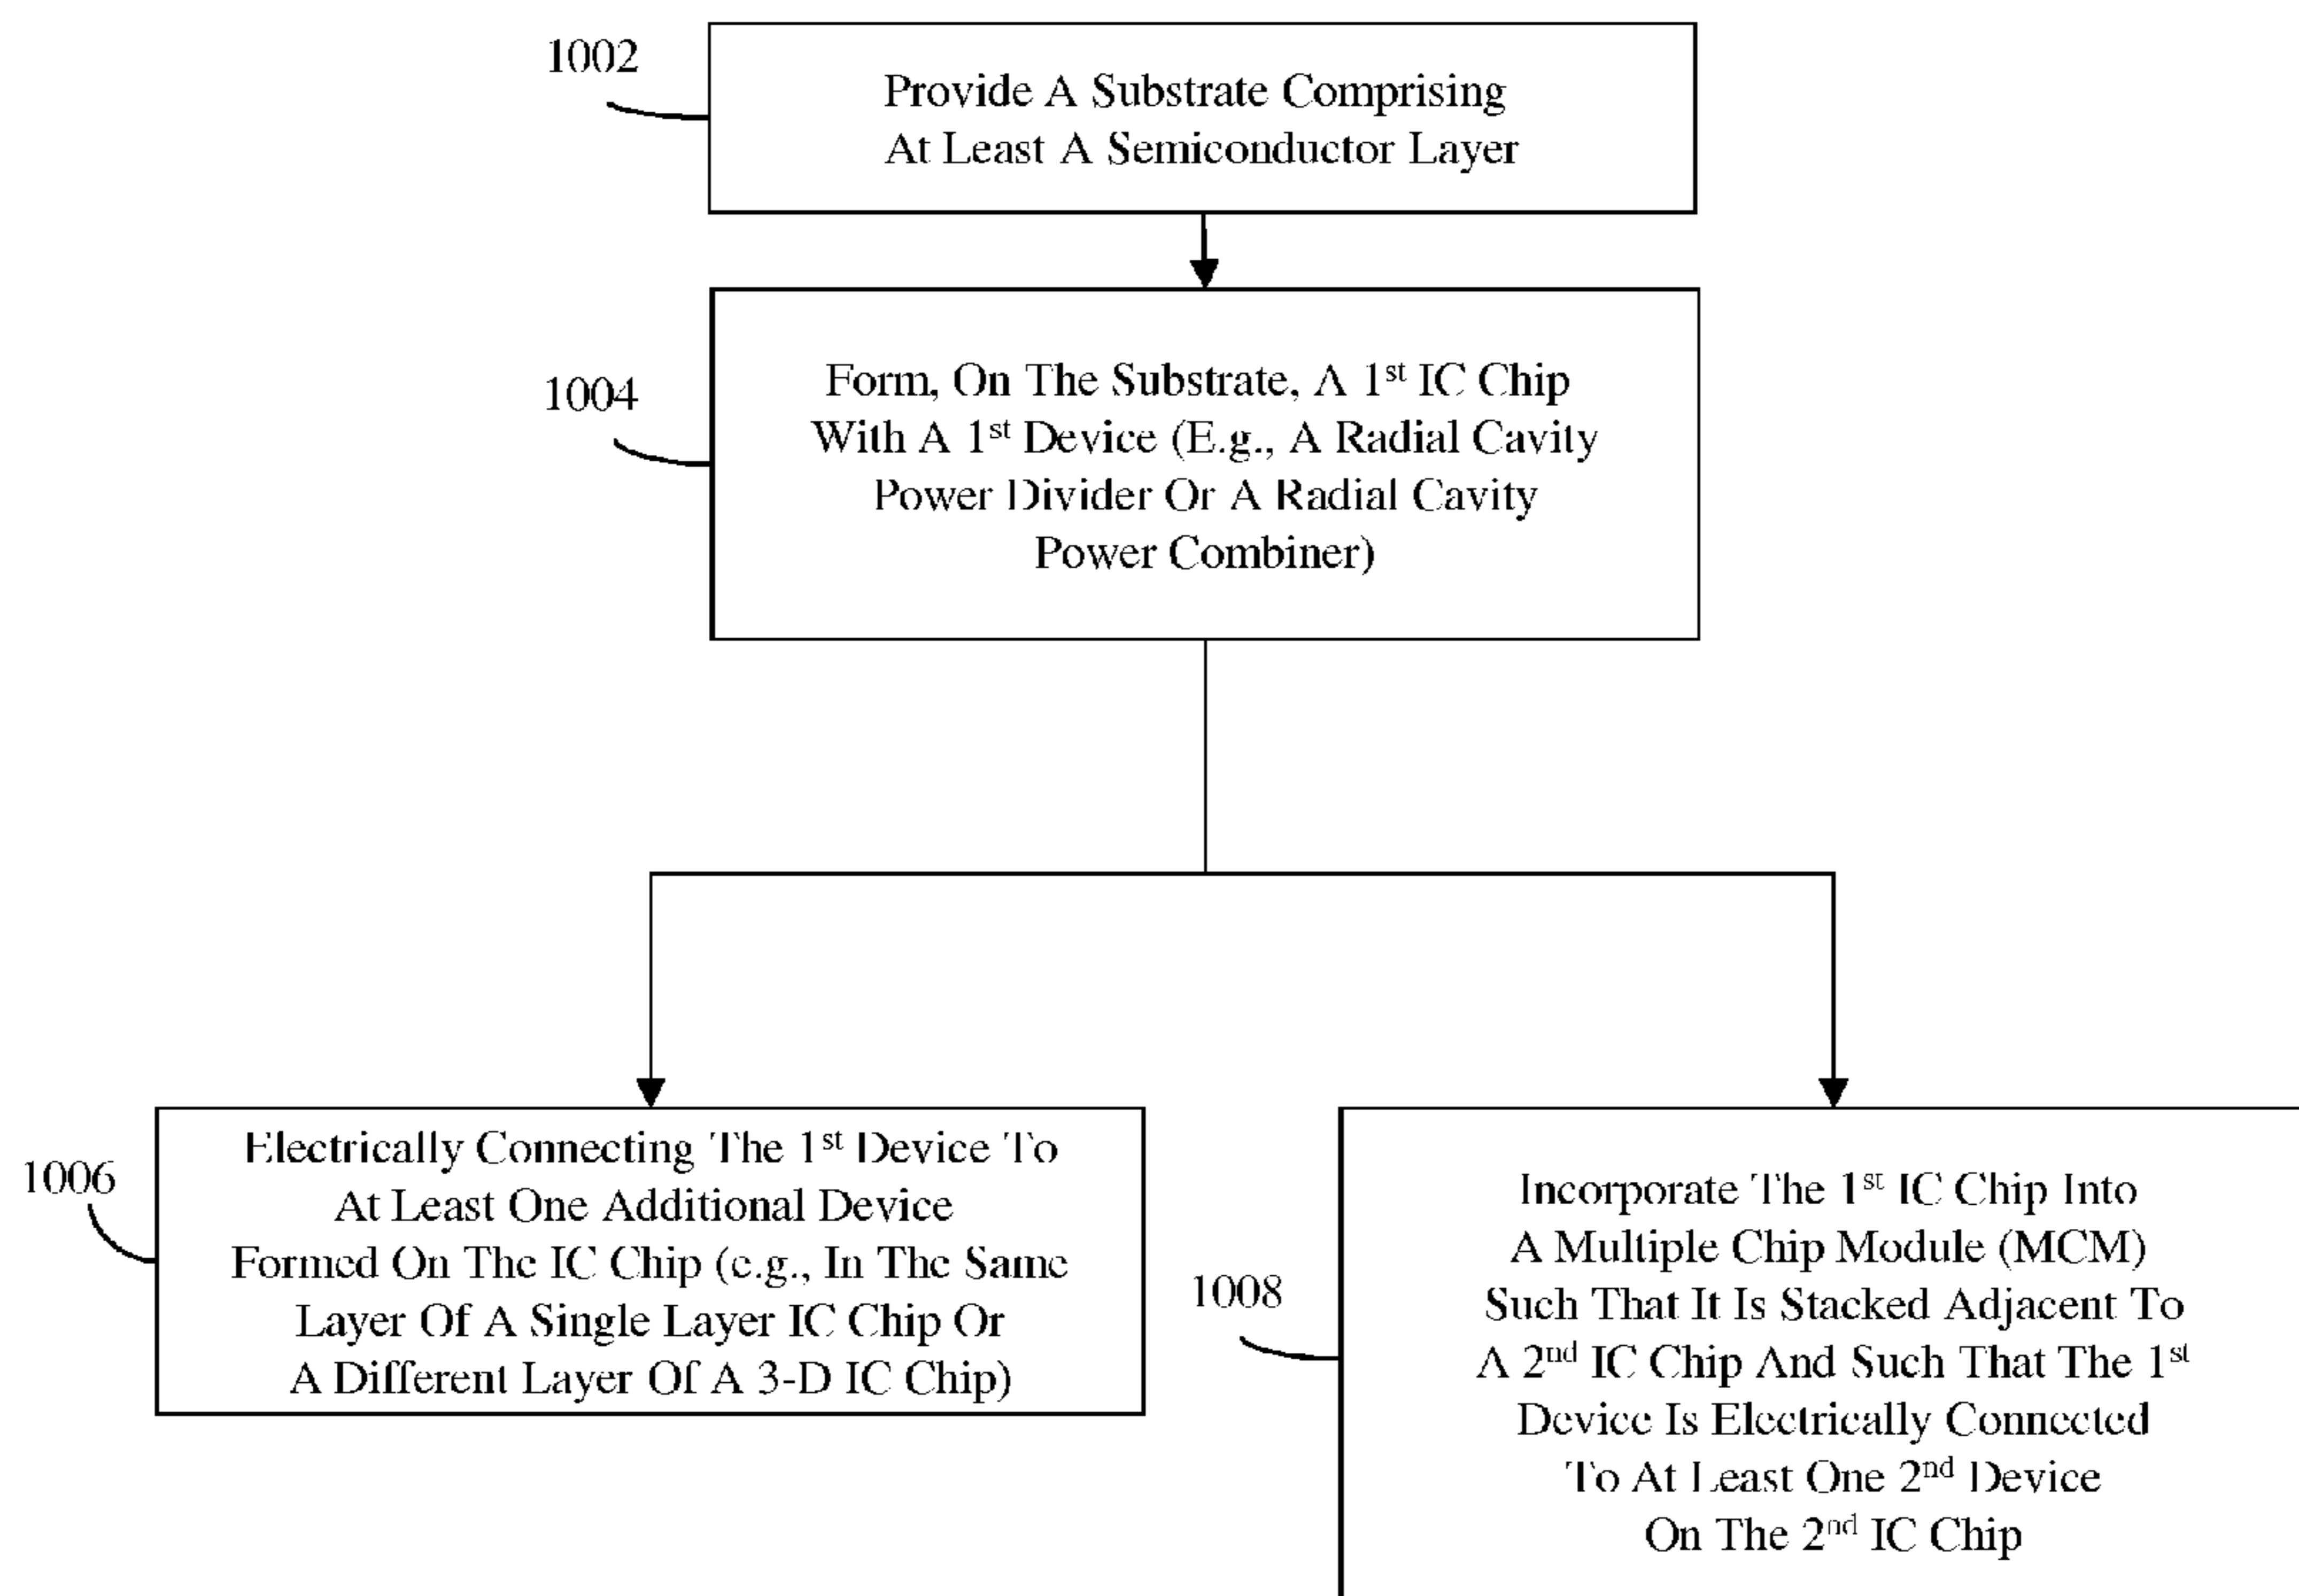 1002
Provide A Substrate Comprising
At Least A Semiconductor Layer
1004
Form, On The Substrate, A 1st IC Chip
With A 1st Device (E.g., A Radial Cavity
Power Divider Or A Radial Cavity
Power Combiner)
1006
Electrically Connecting The 1st Device To
At Least One Additional Device
Formed On The IC Chip (e.g., In The Same
Layer Of A Single Layer IC Chip Or
A Different Layer Of A 3-D IC Chip)
1008
Incorporate The 1st IC Chip Into
A Multiple Chip Module (MCM)
Such That It Is Stacked Adjacent To
A 2nd IC Chip And Such That The 1st
Device Is Electrically Connected
To At Least One 2nd Device
On The 2nd IC Chip